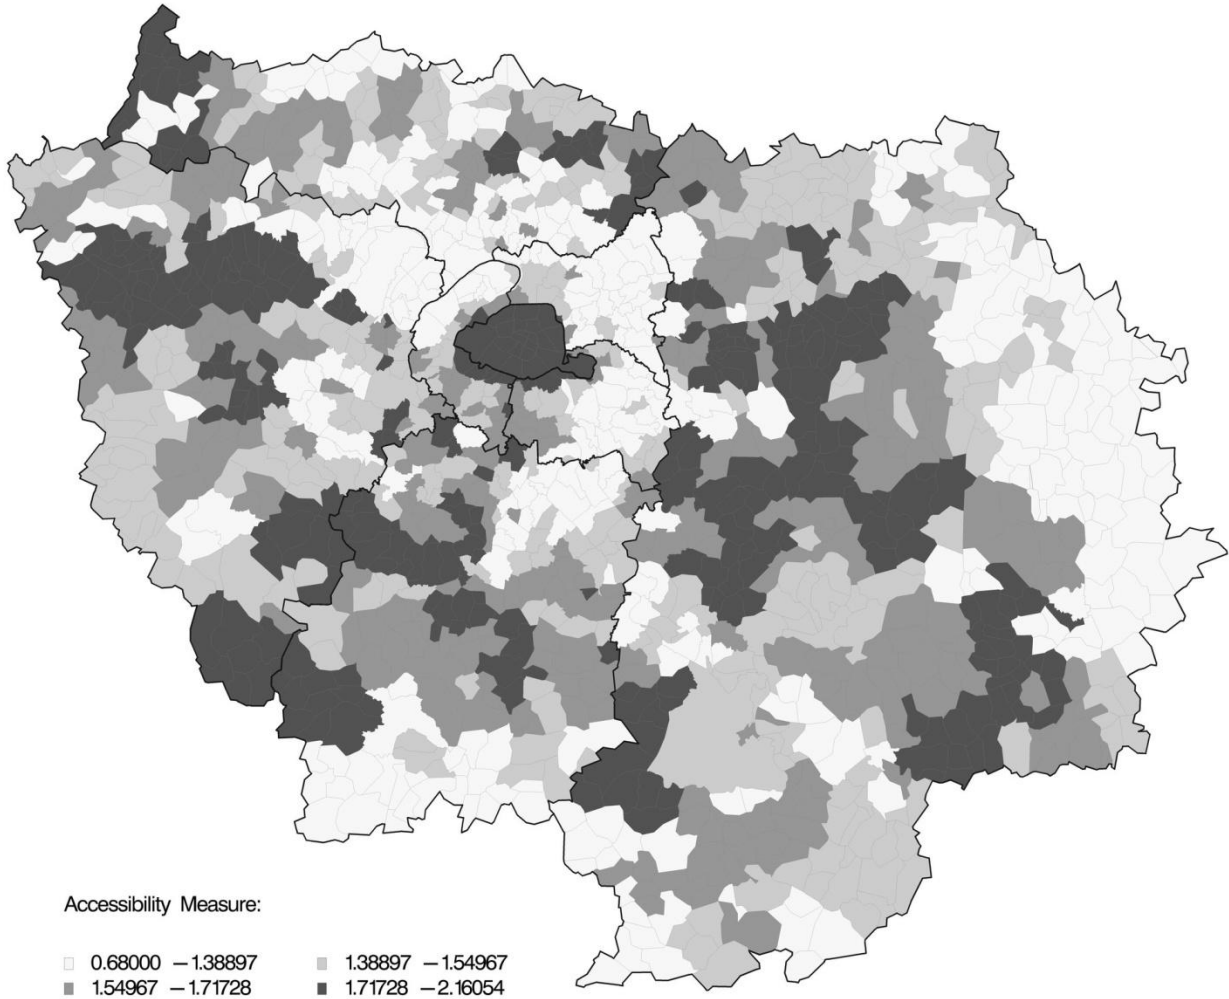 Accessibility Measure:
0.68000 – 1.38897 1.38897 – 1.54967
1.54967 – 1.71728 1.71728 – 2.16054